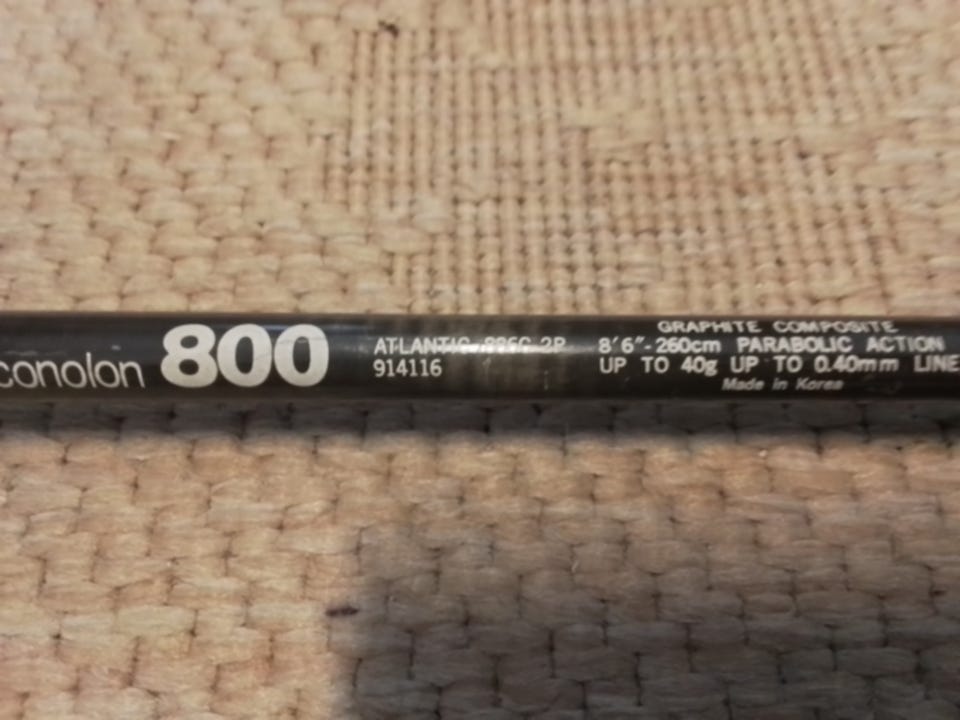 conolon 800
ATLANTIC 2P
914116
GRAPHITE COMPOSITE
8'6"-260cm PARABOLIC ACTION
UP TO 40g UP TO 0.40mm LINE
Made in Korea